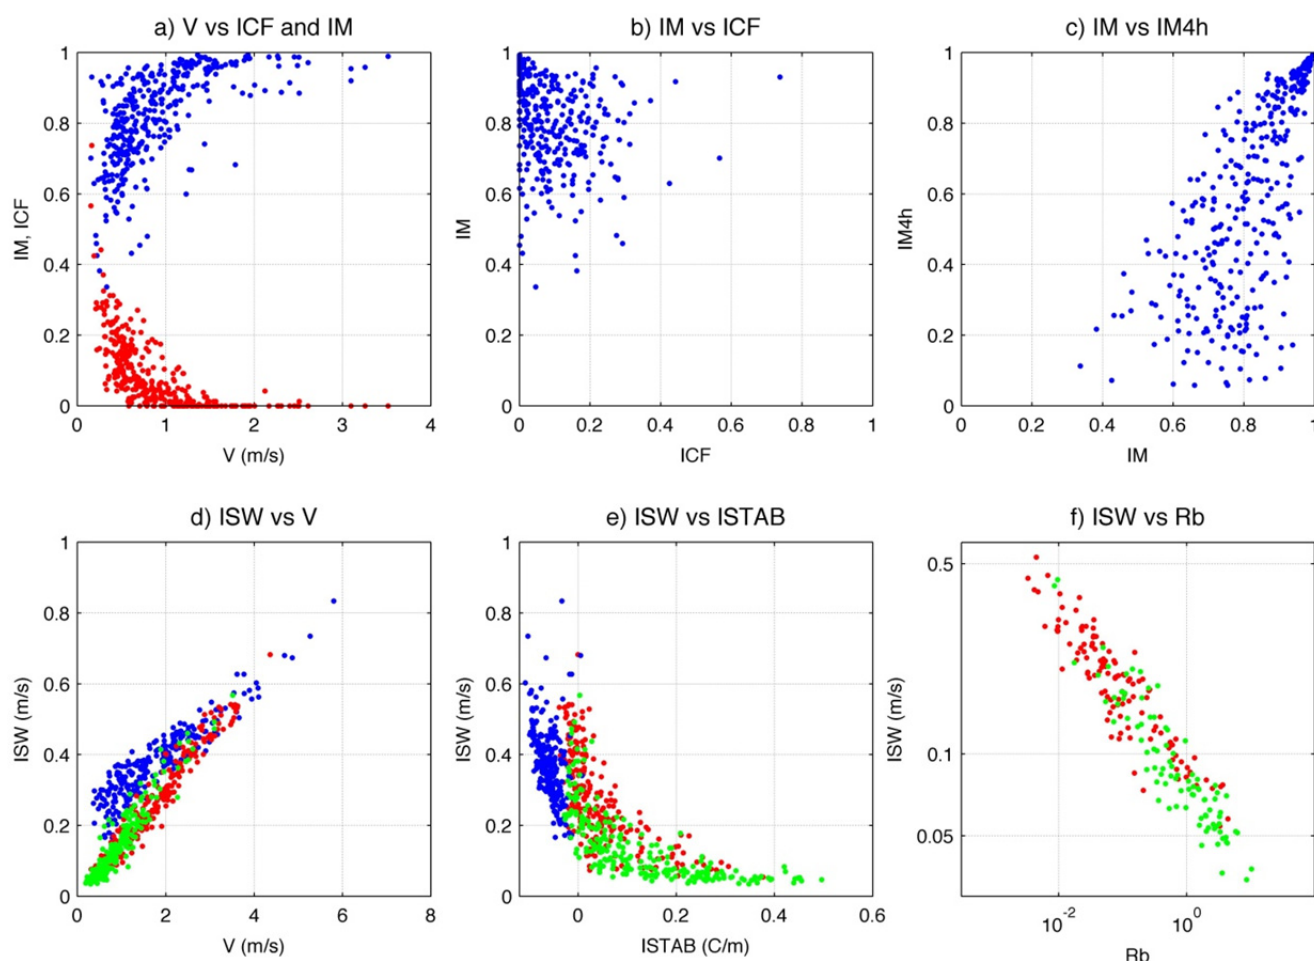 a) V vs ICF and IM
b) IM vs ICF
c) IM vs IM4h
1
0.8
0.6
0.4
0.2
0
IM, ICF
0 1 2 3 4
V (m/s)
1
0.8
0.6
0.4
0.2
0
IM
0 0.2 0.4 0.6 0.8 1
ICF
1
0.8
0.6
0.4
0.2
0
IM4h
0 0.2 0.4 0.6 0.8 1
IM
d) ISW vs V
e) ISW vs ISTAB
f) ISW vs Rb
1
0.8
0.6
0.4
0.2
0
ISW (m/s)
0 2 4 6 8
V (m/s)
1
0.8
0.6
0.4
0.2
0
ISW (m/s)
0 0.2 0.4 0.6
ISTAB (C/m)
0.5
0.1
0.05
ISW (m/s)
10⁻² 10⁰
Rb